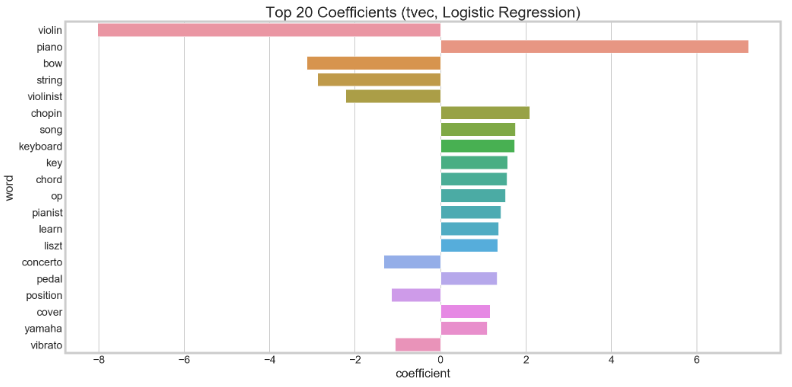 Top 20 Coefficients (tvec, Logistic Regression)
word
violin
piano
bow
string
violinist
chopin
song
keyboard
key
chord
op
pianist
learn
liszt
concerto
pedal
position
cover
yamaha
vibrato
−8 −6 −4 −2 0 2 4 6
coefficient